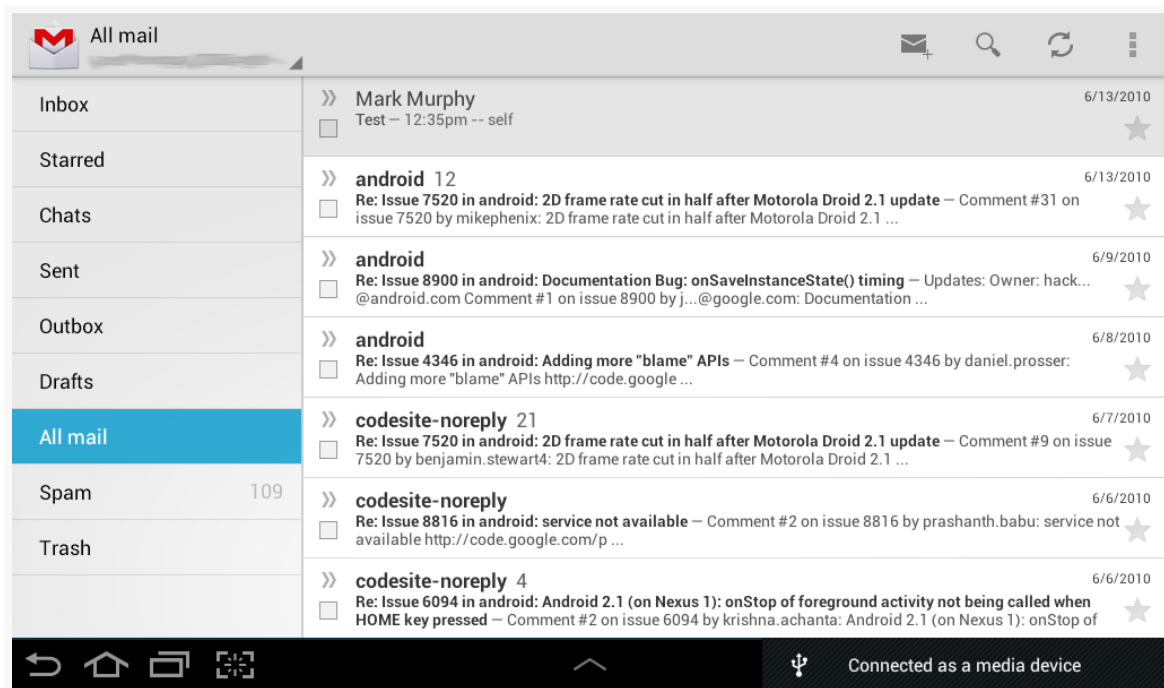 All mail
Inbox
Starred
Chats
Sent
Outbox
Drafts
All mail
Spam 109
Trash
Mark Murphy 6/13/2010
Test — 12:35pm -- self
android 12 6/13/2010
Re: Issue 7520 in android: 2D frame rate cut in half after Motorola Droid 2.1 update — Comment #31 on
issue 7520 by mikephenix: 2D frame rate cut in half after Motorola Droid 2.1 ...
android 6/9/2010
Re: Issue 8900 in android: Documentation Bug: onSaveInstanceState() timing — Updates: Owner: hack...
@android.com Comment #1 on issue 8900 by j...@google.com: Documentation ...
android 6/8/2010
Re: Issue 4346 in android: Adding more "blame" APIs — Comment #4 on issue 4346 by daniel.prosser:
Adding more "blame" APIs http://code.google ...
codesite-noreply 21 6/7/2010
Re: Issue 7520 in android: 2D frame rate cut in half after Motorola Droid 2.1 update — Comment #9 on issue
7520 by benjamin.stewart4: 2D frame rate cut in half after Motorola Droid 2.1 ...
codesite-noreply 6/6/2010
Re: Issue 8816 in android: service not available — Comment #2 on issue 8816 by prashanth.babu: service not
available http://code.google.com/p ...
codesite-noreply 4 6/6/2010
Re: Issue 6094 in android: Android 2.1 (on Nexus 1): onStop of foreground activity not being called when
HOME key pressed — Comment #2 on issue 6094 by krishna.achanta: Android 2.1 (on Nexus 1): onStop of
Connected as a media device